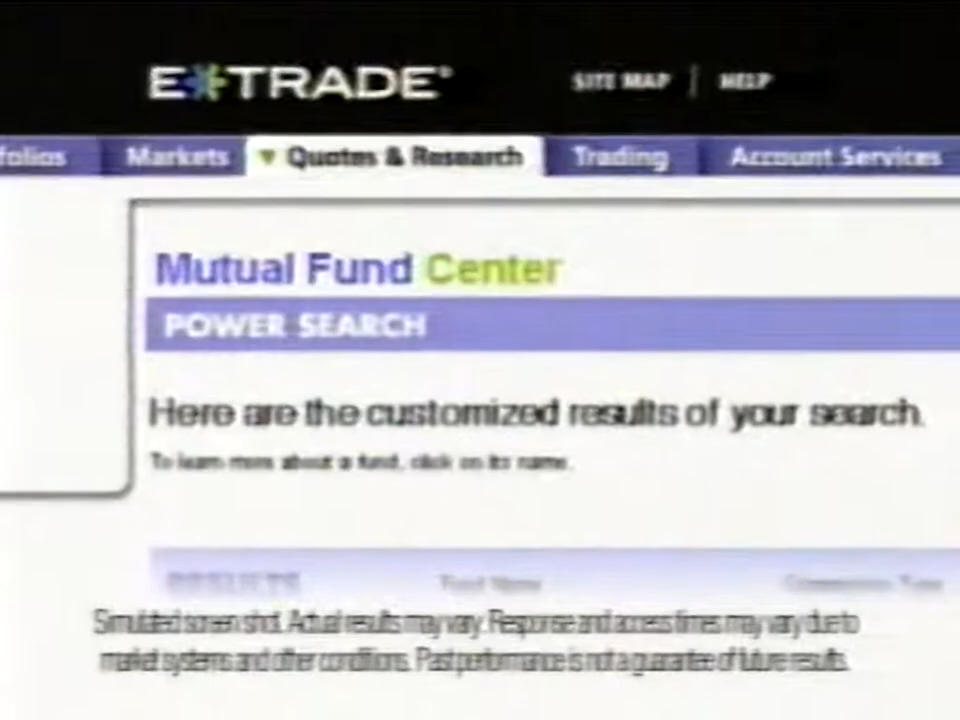 E*TRADE®
SITE MAP | HELP
folios Markets Quotes & Research Trading Account Services
Mutual Fund Center
POWER SEARCH
Here are the customized results of your search.
To learn more about a fund, click on its name.
RESULTS Fund Name
Simulated screen shot. Actual results may vary. Response and access times may vary due to
market systems and other conditions. Past performance is not a guarantee of future results.